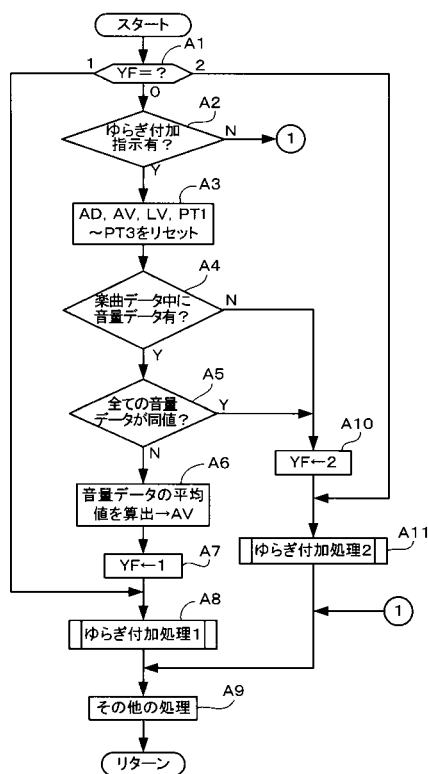 スタート
A1
1
YF=?
2
0
A2
ゆらぎ付加
指示有?
N
1
Y
A3
AD, AV, LV, PT1
~PT3をリセット
A4
楽曲データ中に
音量データ有?
N
Y
A5
全ての音量
データが同値?
Y
N
A10
YF←2
A6
音量データの平均
値を算出→AV
A7
YF←1
A11
ゆらぎ付加処理2
A8
ゆらぎ付加処理1
1
A9
その他の処理
リターン